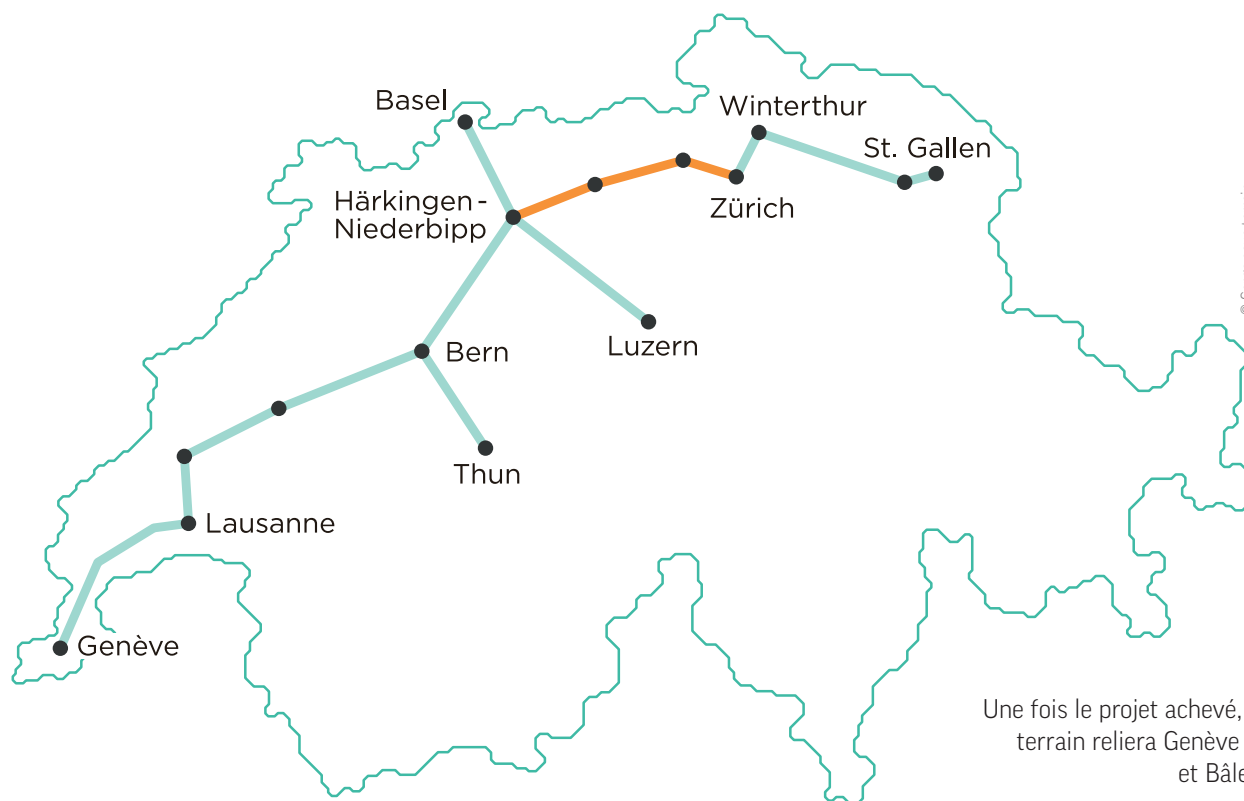 Basel
Winterthur
St. Gallen
Härkingen-
Niederbipp
Zürich
Bern
Luzern
Thun
Lausanne
Genève
Une fois le projet achevé,
terrain reliera Genève
et Bâle